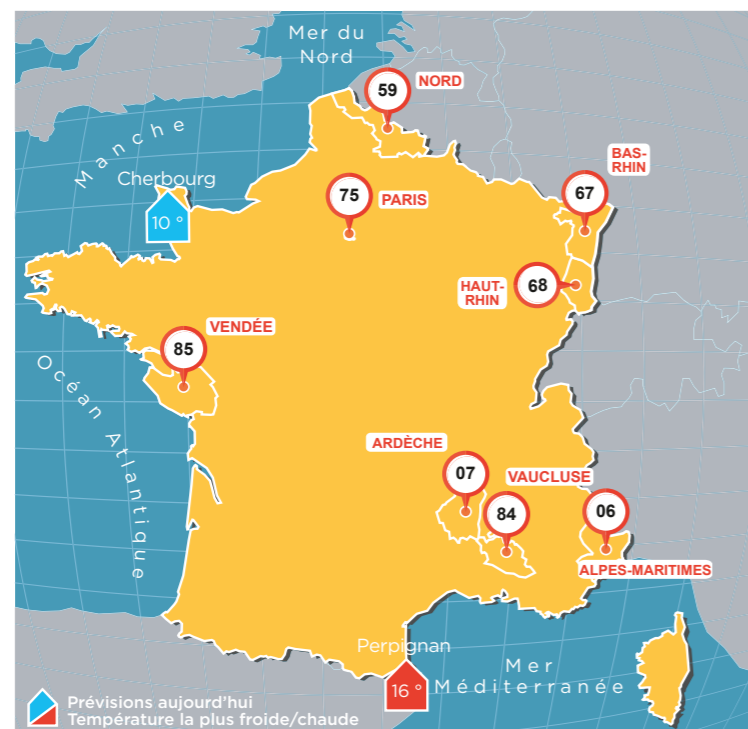 Mer du
Nord
59
NORD
Manche
Cherbourg
10 °
75
PARIS
BAS-
RHIN
67
HAUT-
RHIN
68
VENDÉE
85
Océan Atlantique
ARDÈCHE
07
VAUCLUSE
84
06
ALPES-MARITIMES
Perpignan
16 °
Mer
Méditerranée
Prévisions aujourd'hui
Température la plus froide/chaude